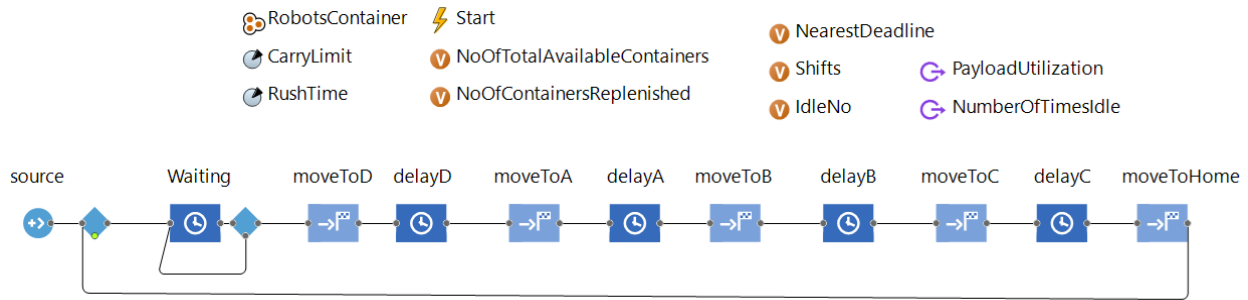 RobotsContainer
Start
NearestDeadline
CarryLimit
NoOfTotalAvailableContainers
Shifts
PayloadUtilization
RushTime
NoOfContainersReplenished
IdleNo
NumberOfTimesIdle
source
Waiting
moveToD
delayD
moveToA
delayA
moveToB
delayB
moveToC
delayC
moveToHome